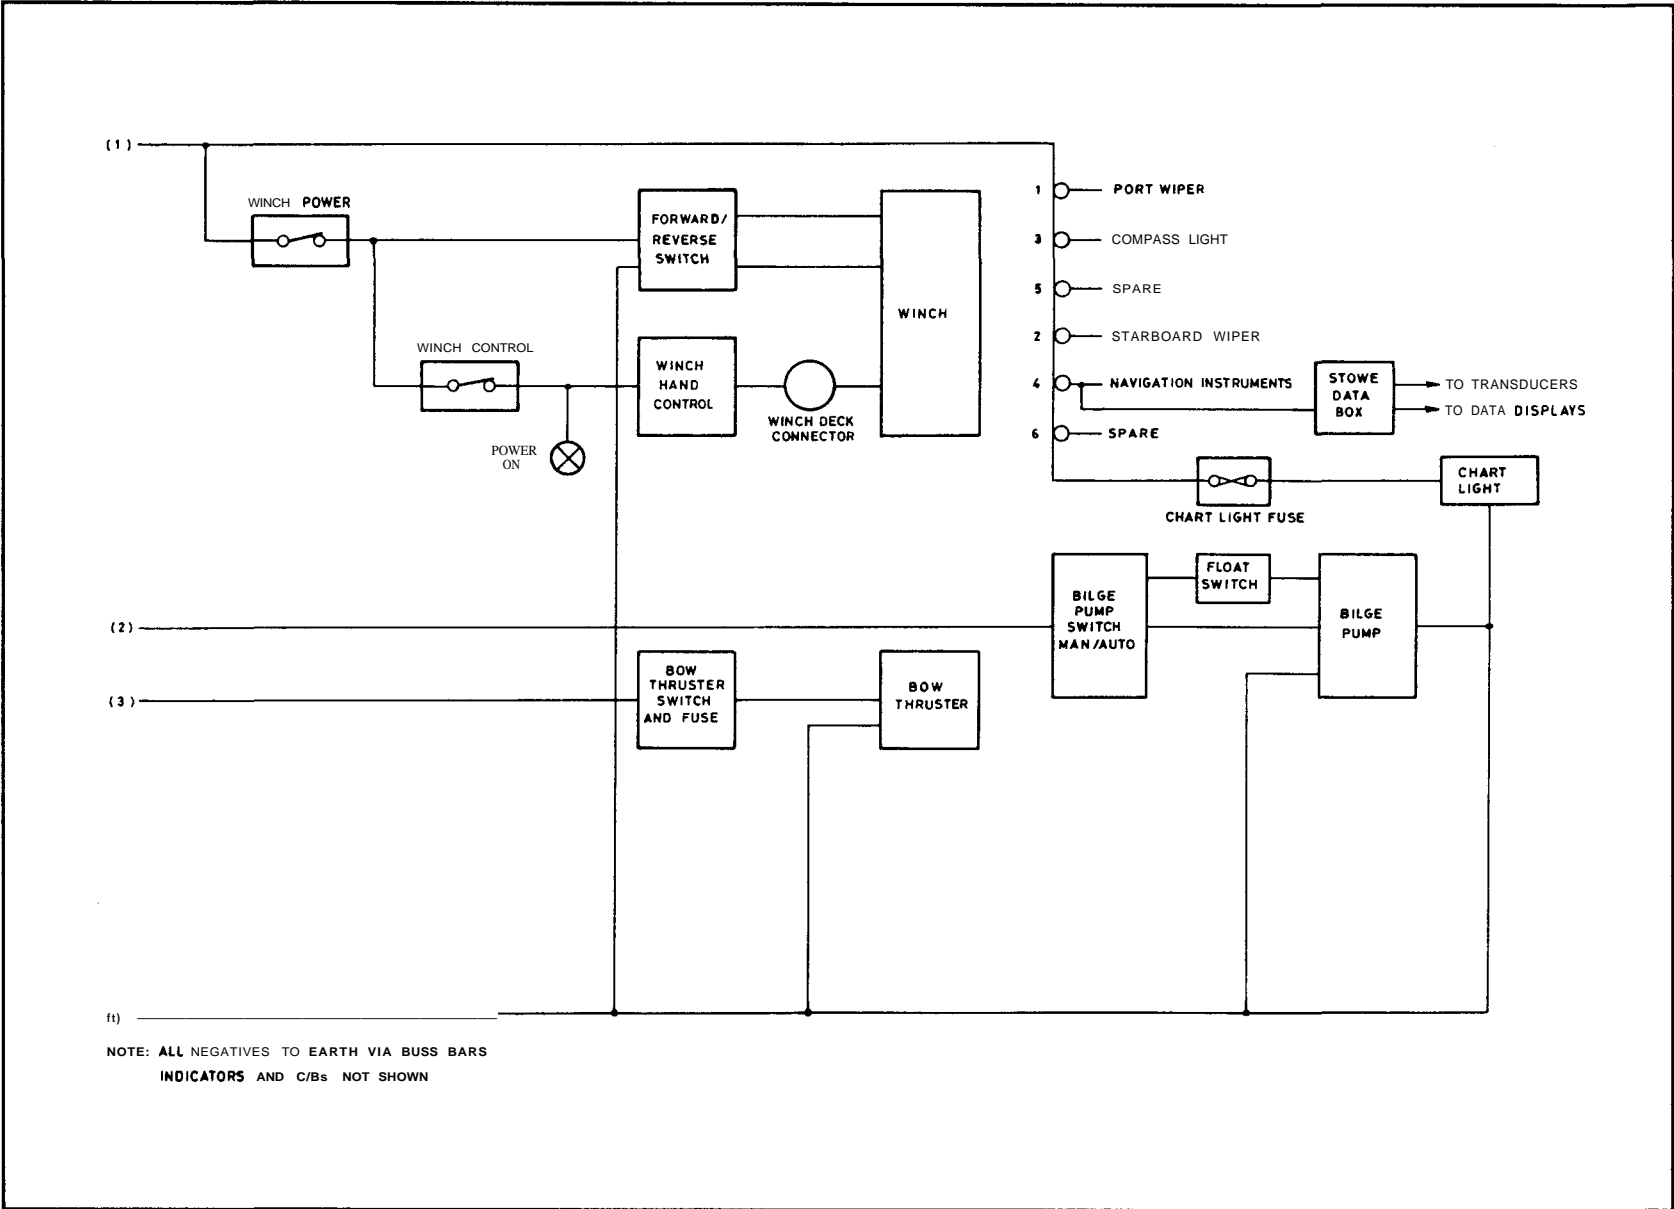 (1)
WINCH POWER
FORWARD/
REVERSE
SWITCH
WINCH
WINCH CONTROL
WINCH
HAND
CONTROL
WINCH DECK
CONNECTOR
POWER
ON
1 PORT WIPER
3 COMPASS LIGHT
5 SPARE
2 STARBOARD WIPER
4 NAVIGATION INSTRUMENTS
6 SPARE
STOWE
DATA
BOX
TO TRANSDUCERS
TO DATA DISPLAYS
CHART LIGHT FUSE
CHART
LIGHT
(2)
BILGE
PUMP
SWITCH
MAN/AUTO
FLOAT
SWITCH
BILGE
PUMP
(3)
BOW
THRUSTER
SWITCH
AND FUSE
BOW
THRUSTER
ft)
NOTE: ALL NEGATIVES TO EARTH VIA BUSS BARS
INDICATORS AND C/Bs NOT SHOWN